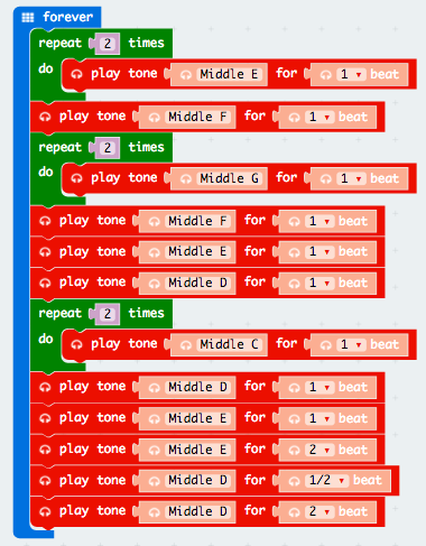 forever
repeat 2 times
do play tone Middle E for 1 beat
play tone Middle F for 1 beat
repeat 2 times
do play tone Middle G for 1 beat
play tone Middle F for 1 beat
play tone Middle E for 1 beat
play tone Middle D for 1 beat
repeat 2 times
do play tone Middle C for 1 beat
play tone Middle D for 1 beat
play tone Middle E for 1 beat
play tone Middle E for 2 beat
play tone Middle D for 1/2 beat
play tone Middle D for 2 beat